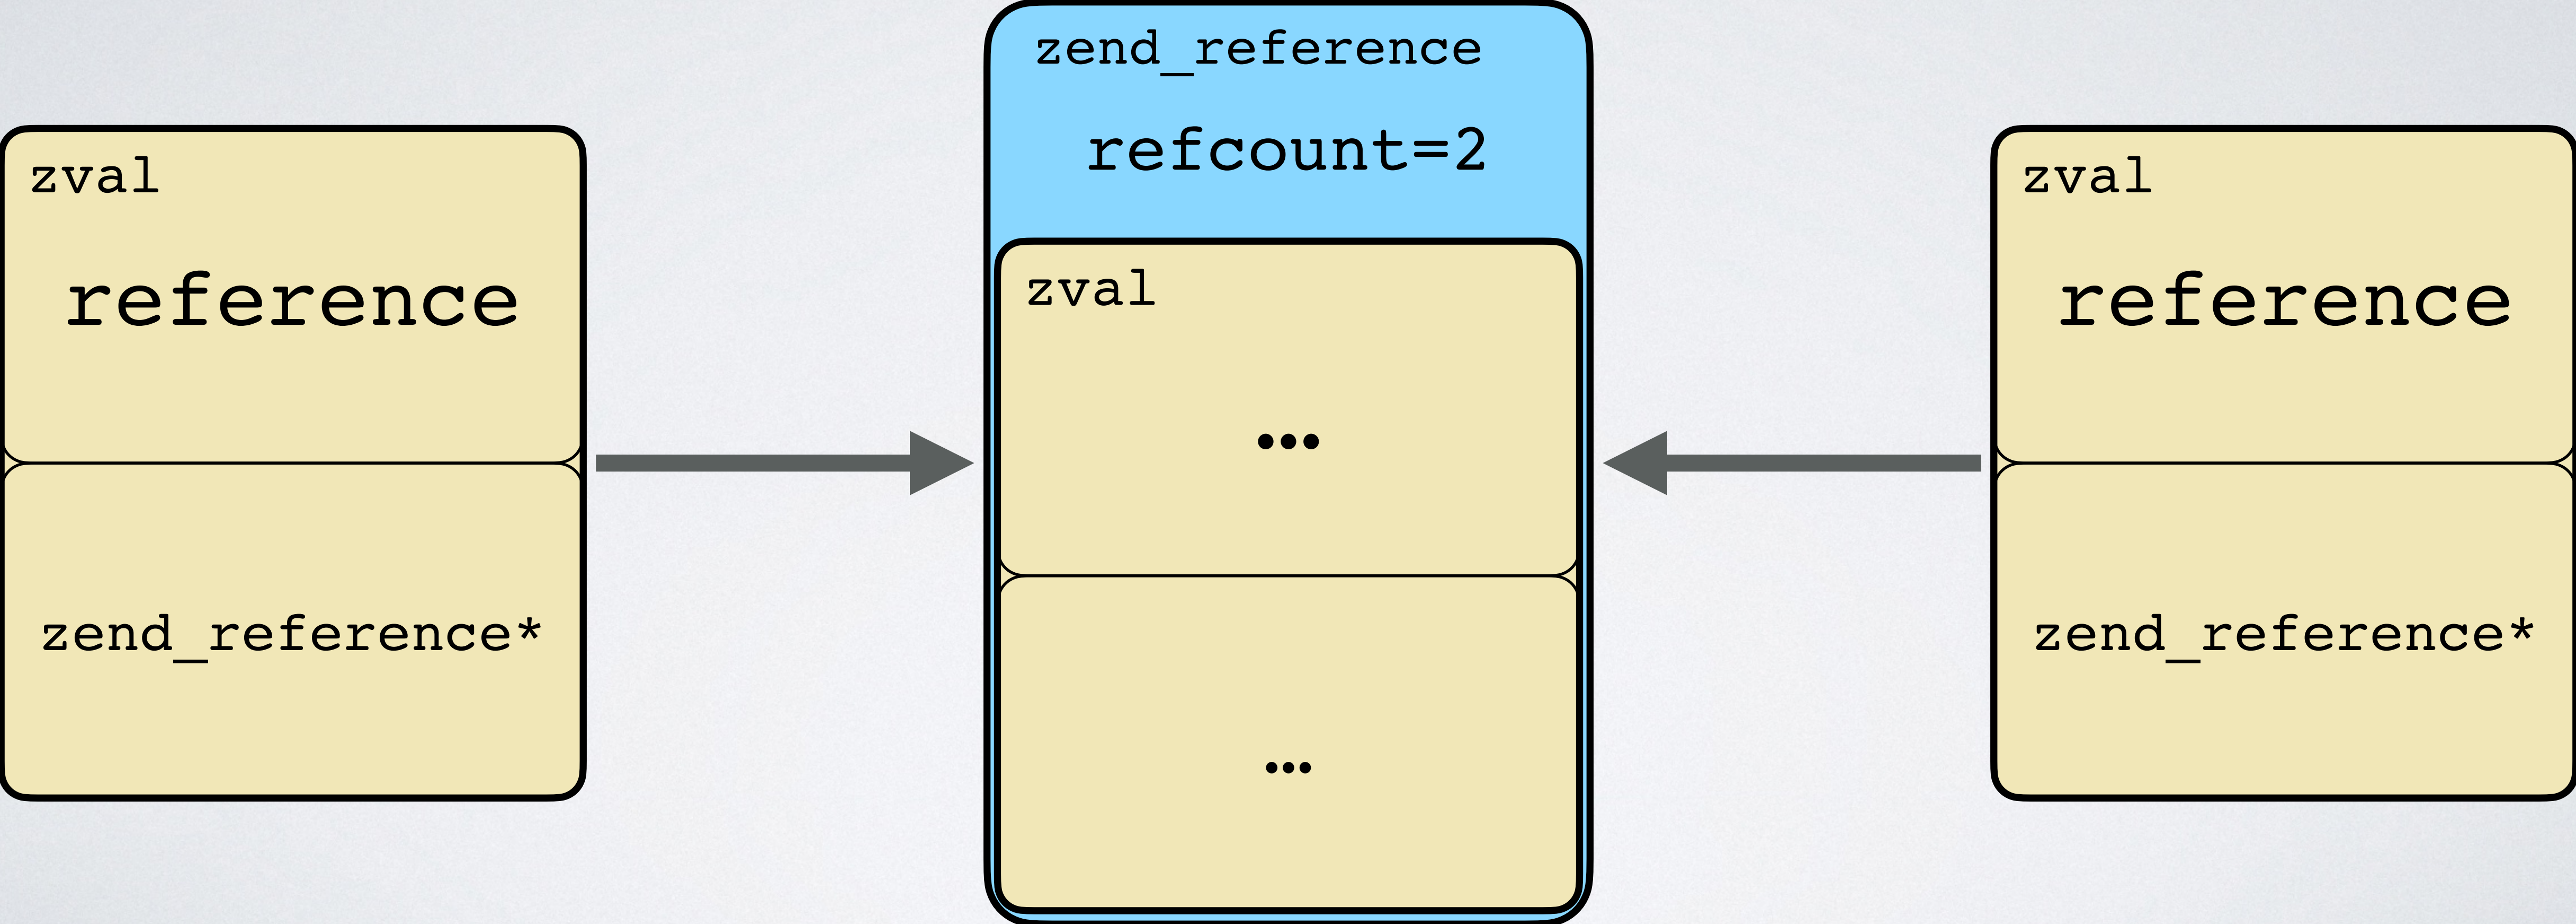 zval
reference
zend_reference*
zend_reference
refcount=2
zval
...
...
zval
reference
zend_reference*